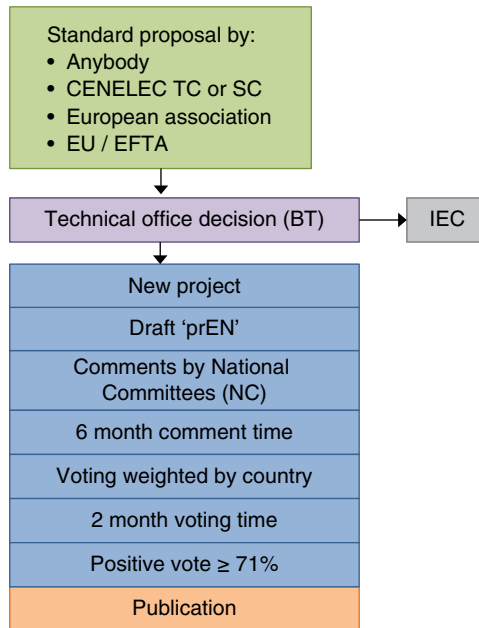 Standard proposal by:
• Anybody
• CENELEC TC or SC
• European association
• EU / EFTA
Technical office decision (BT)
IEC
New project
Draft ‘prEN’
Comments by National
Committees (NC)
6 month comment time
Voting weighted by country
2 month voting time
Positive vote ≥ 71%
Publication